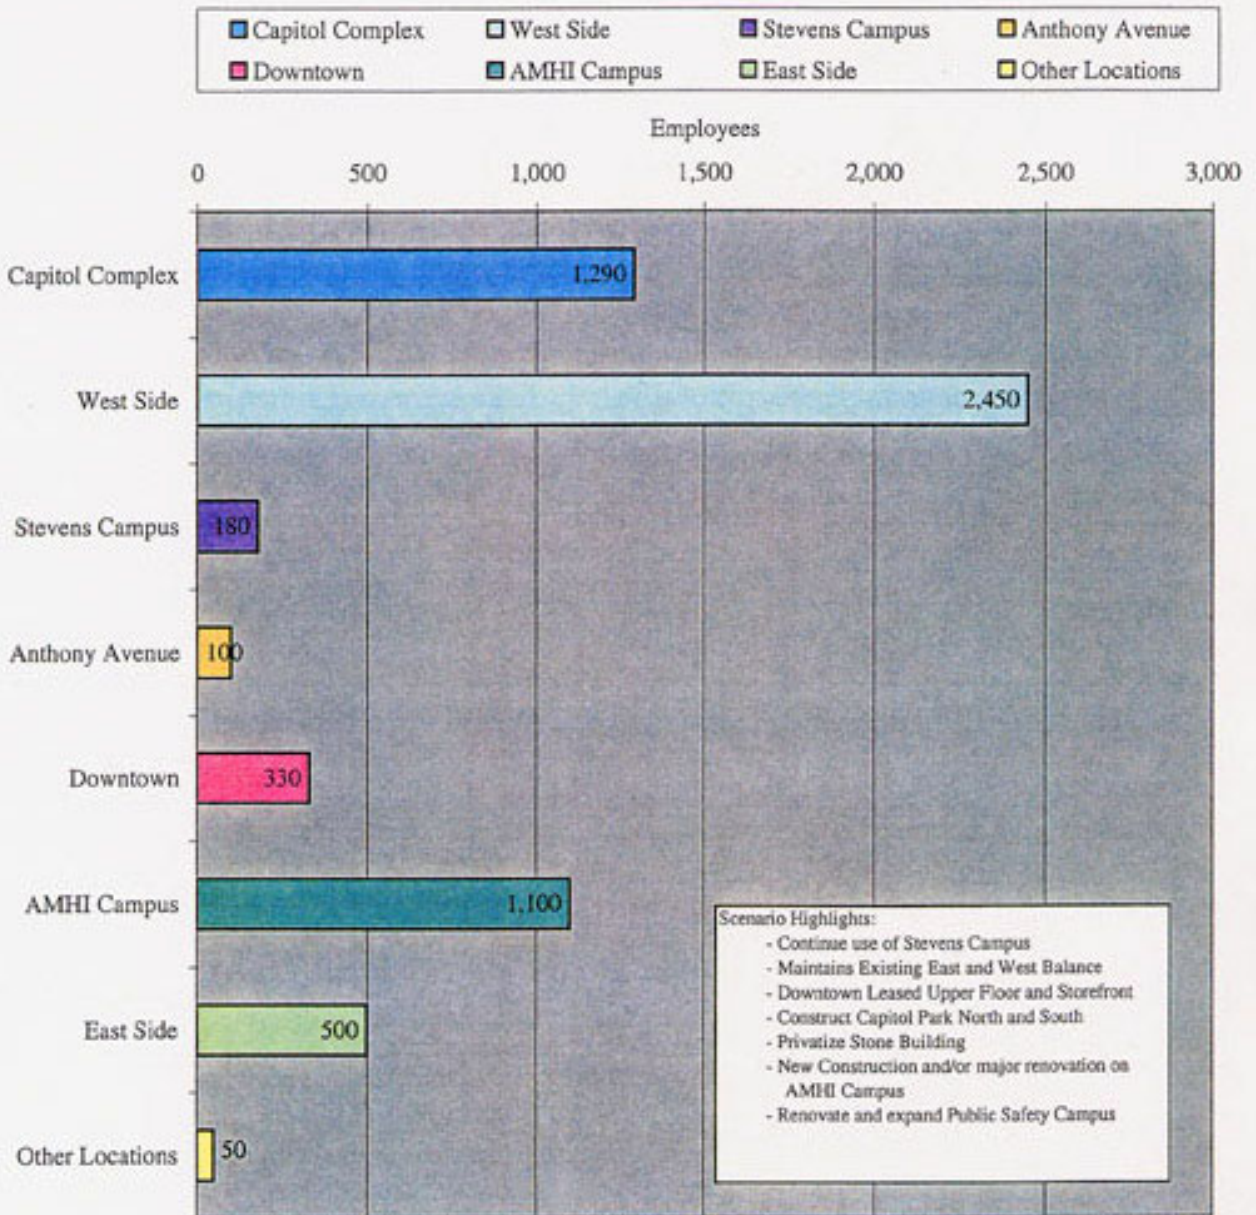 Capitol Complex West Side Stevens Campus Anthony Avenue
Downtown AMHI Campus East Side Other Locations
Employees
0 500 1,000 1,500 2,000 2,500 3,000
Capitol Complex 1,290
West Side 2,450
Stevens Campus 180
Anthony Avenue 100
Downtown 330
AMHI Campus 1,100
East Side 500
Other Locations 50
Scenario Highlights:
- Continue use of Stevens Campus
- Maintains Existing East and West Balance
- Downtown Leased Upper Floor and Storefront
- Construct Capitol Park North and South
- Privatize Stone Building
- New Construction and/or major renovation on
AMHI Campus
- Renovate and expand Public Safety Campus